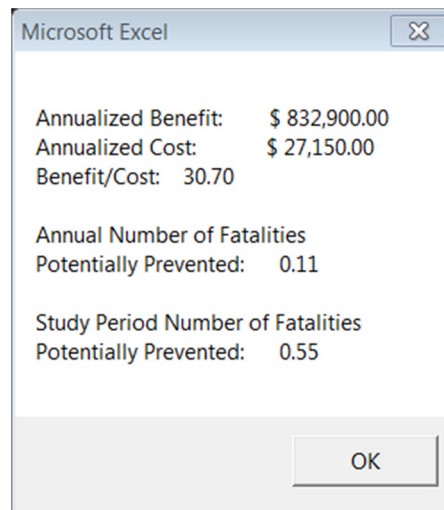 Microsoft Excel
Annualized Benefit: $ 832,900.00
Annualized Cost: $ 27,150.00
Benefit/Cost: 30.70
Annual Number of Fatalities
Potentially Prevented: 0.11
Study Period Number of Fatalities
Potentially Prevented: 0.55
OK